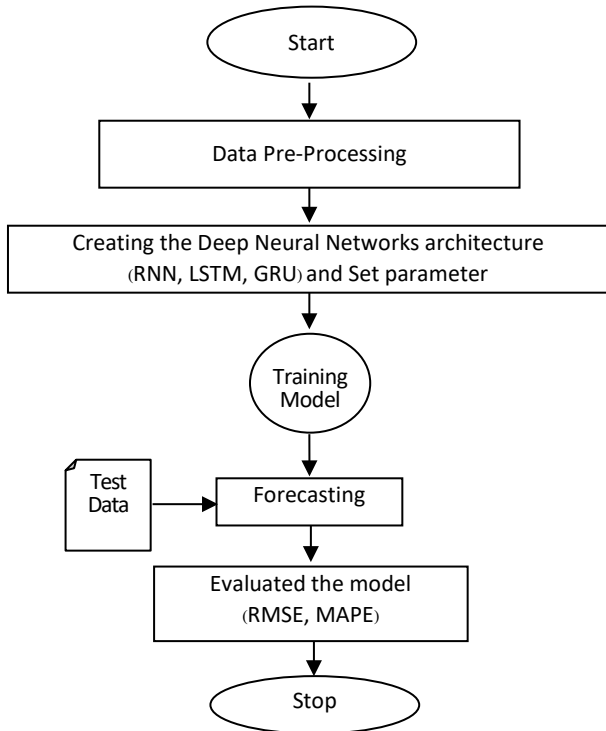 Start
Data Pre-Processing
Creating the Deep Neural Networks architecture
(RNN, LSTM, GRU) and Set parameter
Training
Model
Test
Data
Forecasting
Evaluated the model
(RMSE, MAPE)
Stop